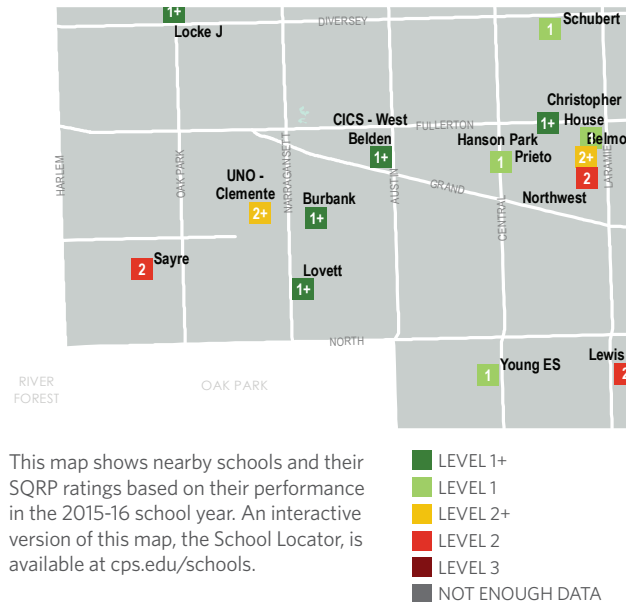 1+
Locke J
DIVERSEY
Schubert
1
Christopher
House
1+
CICS - West
Belden
1+
FULLERTON
Hanson Park
1
Prieto
2+
2
Northwest
LARAMIE
HARLEM
OAK PARK
NARRAGANSETT
AUSTIN
GRAND
CENTRAL
UNO -
Clemente
2+
Burbank
1+
Sayre
2
Lovett
1+
NORTH
RIVER
FOREST
OAK PARK
Young ES
1
Lewis
2
This map shows nearby schools and their
SQRP ratings based on their performance
in the 2015-16 school year. An interactive
version of this map, the School Locator, is
available at cps.edu/schools.
LEVEL 1+
LEVEL 1
LEVEL 2+
LEVEL 2
LEVEL 3
NOT ENOUGH DATA